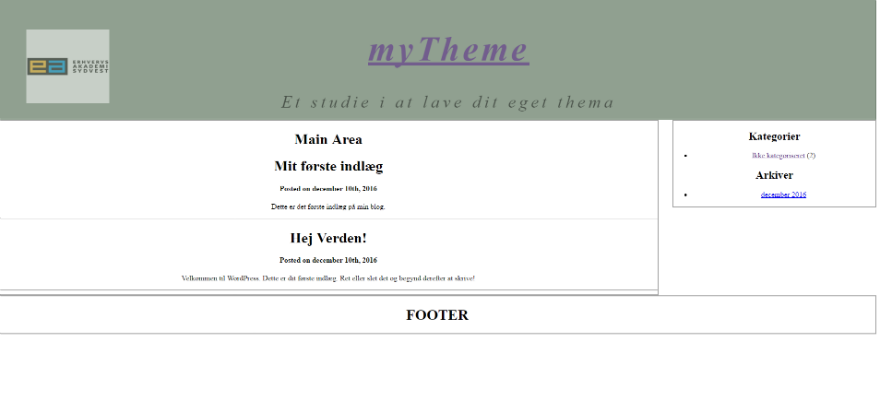 ERHVERVS
AKADEMI
SYDVEST
myTheme
Et studie i at lave dit eget thema
Main Area
Mit første indlæg
Posted on december 10th, 2016
Dette er det første indlæg på min blog.
Hej Verden!
Posted on december 10th, 2016
Velkommen til WordPress. Dette er dit første indlæg. Ret eller slet det og begynd derefter at skrive!
Kategorier
Ikke kategoriseret (2)
Arkiver
december 2016
FOOTER